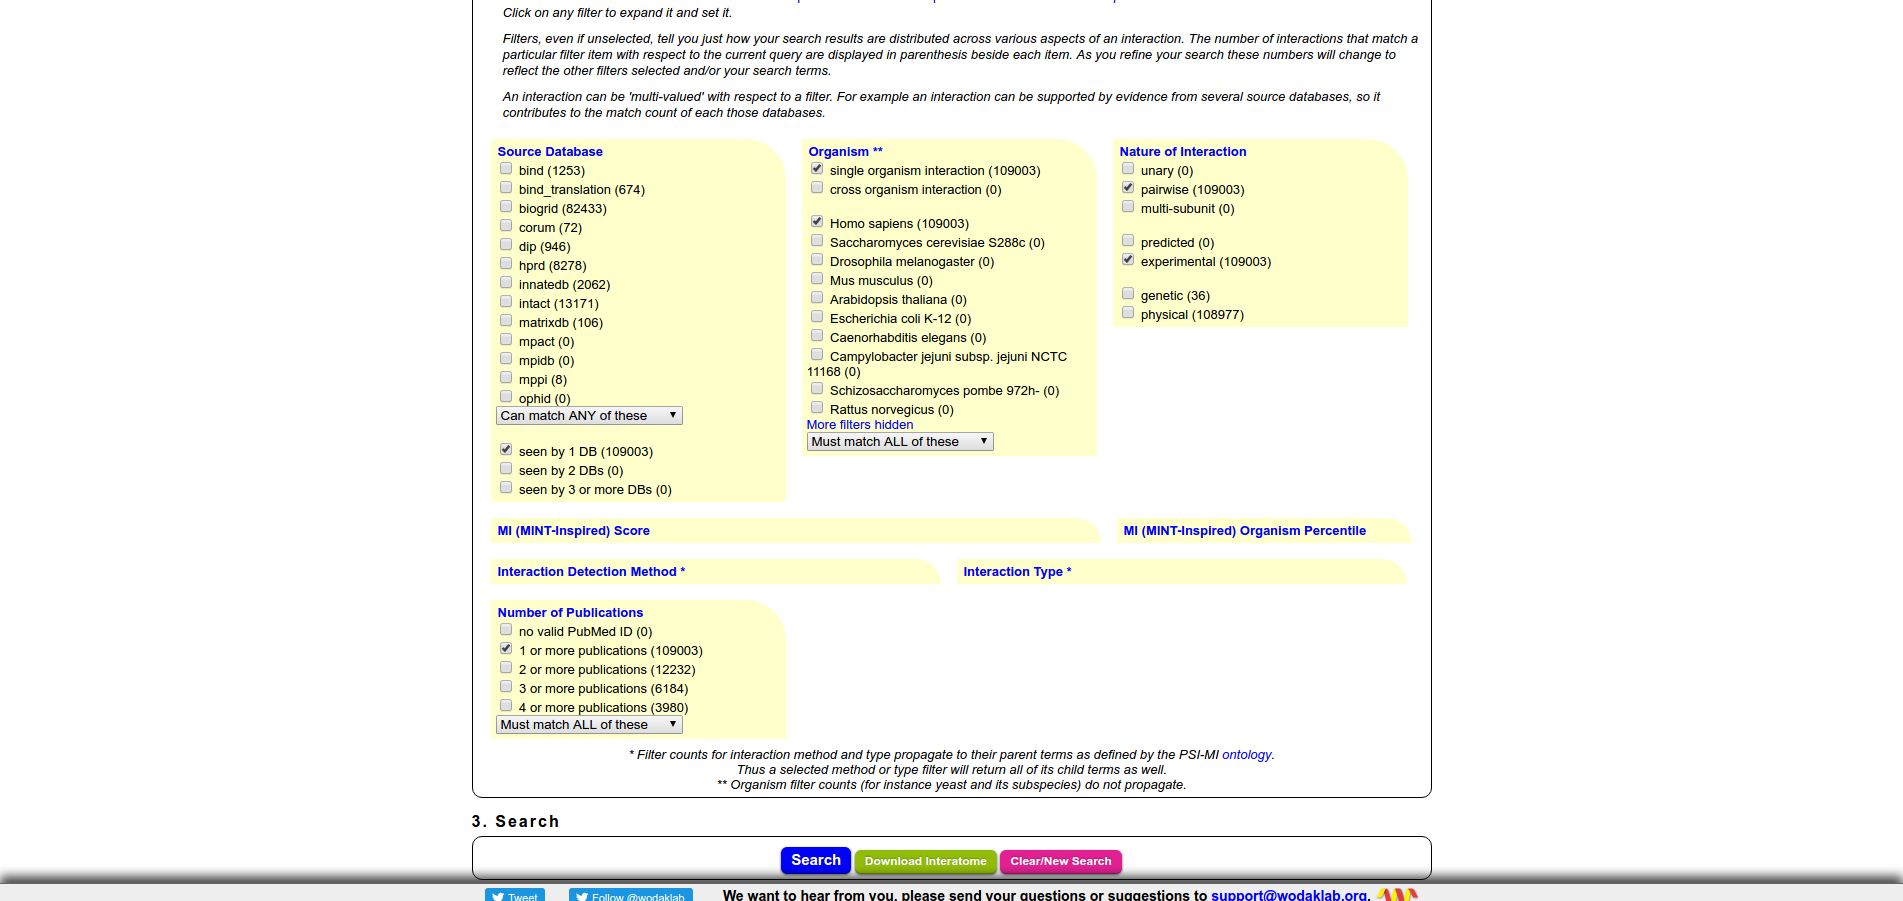 Click on any filter to expand it and set it.
Filters, even if unselected, tell you just how your search results are distributed across various aspects of an interaction. The number of interactions that match a
particular filter item with respect to the current query are displayed in parenthesis beside each item. As you refine your search these numbers will change to
reflect the other filters selected and/or your search terms.
An interaction can be 'multi-valued' with respect to a filter. For example an interaction can be supported by evidence from several source databases, so it
contributes to the match count of each those databases.
Source Database
bind (1253)
bind_translation (674)
biogrid (82433)
corum (72)
dip (946)
hprd (8278)
innatedb (2062)
intact (13171)
matrixdb (106)
mpact (0)
mpidb (0)
mppi (8)
ophid (0)
Can match ANY of these
seen by 1 DB (109003)
seen by 2 DBs (0)
seen by 3 or more DBs (0)
Organism **
single organism interaction (109003)
cross organism interaction (0)
Homo sapiens (109003)
Saccharomyces cerevisiae S288c (0)
Drosophila melanogaster (0)
Mus musculus (0)
Arabidopsis thaliana (0)
Escherichia coli K-12 (0)
Caenorhabditis elegans (0)
Campylobacter jejuni subsp. jejuni NCTC
11168 (0)
Schizosaccharomyces pombe 972h- (0)
Rattus norvegicus (0)
More filters hidden
Must match ALL of these
Nature of Interaction
unary (0)
pairwise (109003)
multi-subunit (0)
predicted (0)
experimental (109003)
genetic (36)
physical (108977)
MI (MINT-Inspired) Score
MI (MINT-Inspired) Organism Percentile
Interaction Detection Method *
Interaction Type *
Number of Publications
no valid PubMed ID (0)
1 or more publications (109003)
2 or more publications (12232)
3 or more publications (6184)
4 or more publications (3980)
Must match ALL of these
* Filter counts for interaction method and type propagate to their parent terms as defined by the PSI-MI ontology.
Thus a selected method or type filter will return all of its child terms as well.
** Organism filter counts (for instance yeast and its subspecies) do not propagate.
3. Search
Search
Download Interatome
Clear/New Search
Tweet
Follow @wodaklab
We want to hear from you, please send your questions or suggestions to support@wodaklab.org.